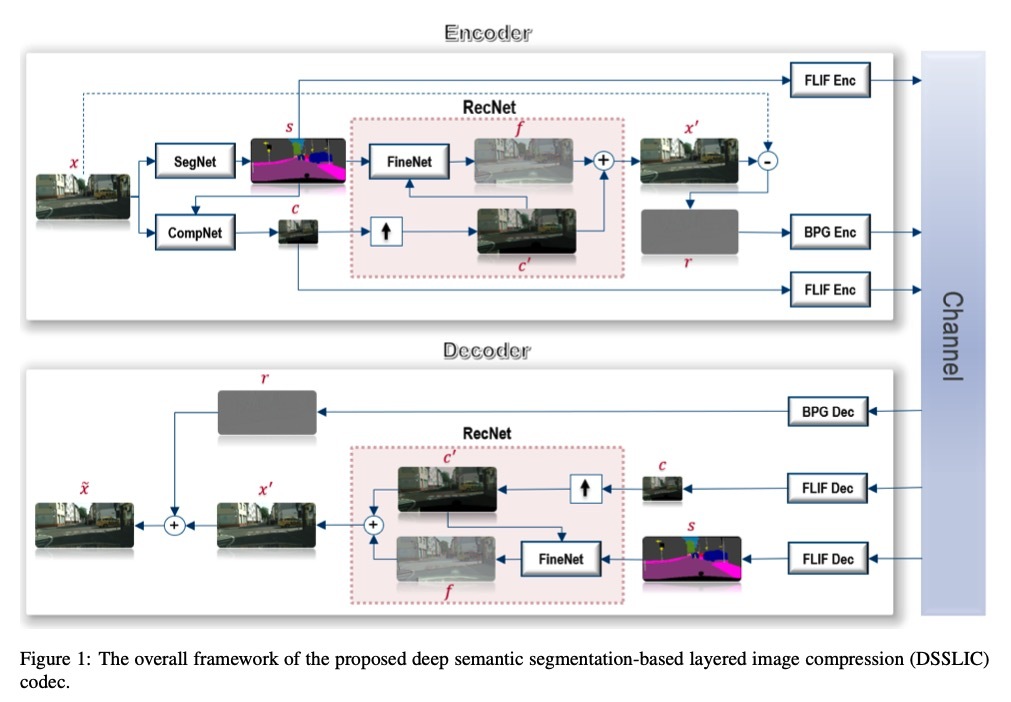 Encoder
FLIF Enc
RecNet
s
f
x'
x
SegNet
FineNet
+
-
c
CompNet
BPG Enc
c'
r
FLIF Enc
Channel
Decoder
r
BPG Dec
RecNet
c'
c
x̃
x'
FLIF Dec
s
+
+
FineNet
FLIF Dec
f
Figure 1: The overall framework of the proposed deep semantic segmentation-based layered image compression (DSSLIC)
codec.